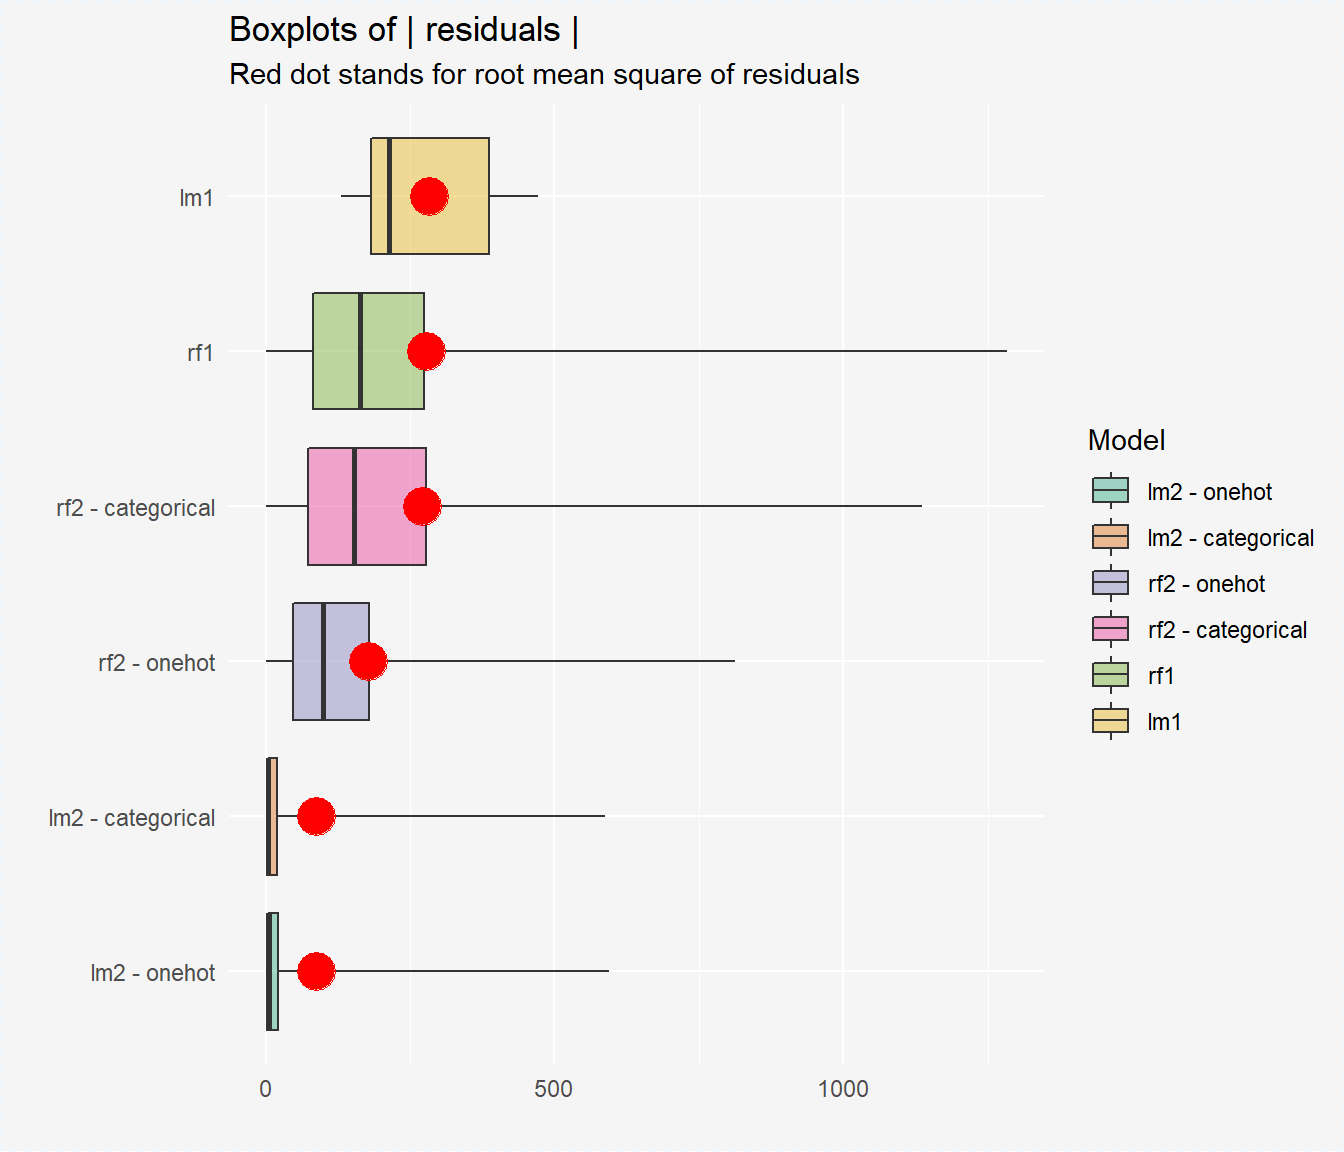 Boxplots of | residuals |
Red dot stands for root mean square of residuals
lm1
rf1
rf2 - categorical
rf2 - onehot
lm2 - categorical
lm2 - onehot
0 500 1000
Model
lm2 - onehot
lm2 - categorical
rf2 - onehot
rf2 - categorical
rf1
lm1